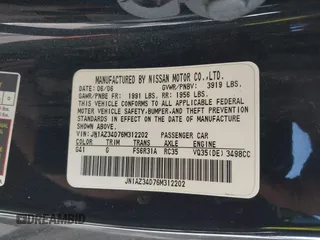 MANUFACTURED BY NISSAN MOTOR CO.,LTD.
DATE: 06/06 GVWR/PNBV: 3919 LBS.
GAWR/PNBE FR: 1991 LBS. RR: 1956 LBS.
THIS VEHICLE CONFORMS TO ALL APPLICABLE FEDERAL
MOTOR VEHICLE SAFETY,BUMPER,AND THEFT PREVENTION
STANDARDS IN EFFECT ON THE DATE OF MANUFACTURE
SHOWN ABOVE.
VIN: JN1AZ34D76M312202 PASSENGER CAR
COLOR TRIM TRANS AXLE ENGINE
G41 G FS6R31A RC35 VQ35(DE) 3498CC
JN1AZ34D76M312202
© DREAMBID